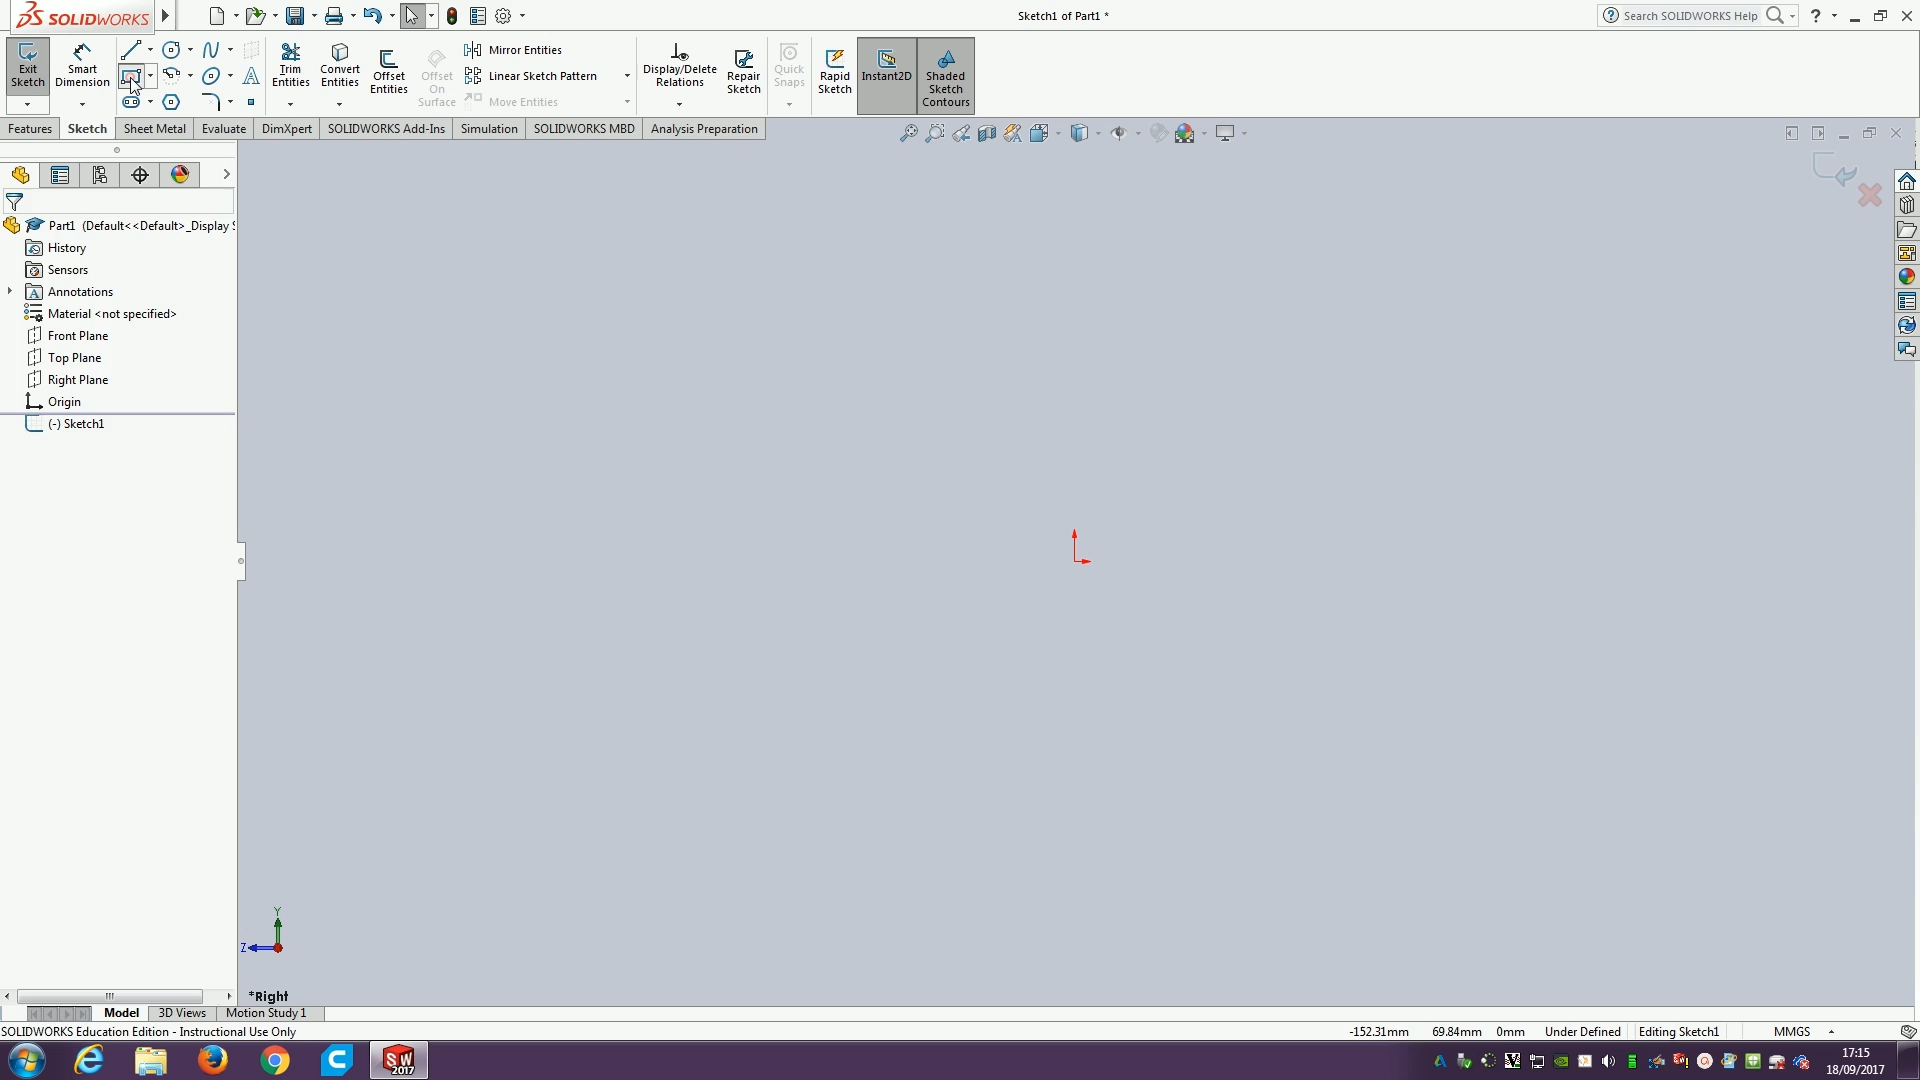 SOLIDWORKS
Sketch1 of Part1 *
Search SOLIDWORKS Help
?
Exit Sketch
Smart Dimension
Trim Entities
Convert Entities
Offset Entities
Offset On Surface
Mirror Entities
Linear Sketch Pattern
Move Entities
Display/Delete Relations
Repair Sketch
Quick Snaps
Rapid Sketch
Instant2D
Shaded Sketch Contours
Features
Sketch
Sheet Metal
Evaluate
DimXpert
SOLIDWORKS Add-Ins
Simulation
SOLIDWORKS MBD
Analysis Preparation
Part1 (Default<<Default>_Display S
History
Sensors
Annotations
Material <not specified>
Front Plane
Top Plane
Right Plane
Origin
(-) Sketch1
Y
Z
*Right
Model
3D Views
Motion Study 1
SOLIDWORKS Education Edition - Instructional Use Only
-152.31mm
69.84mm
0mm
Under Defined
Editing Sketch1
MMGS
SW
2017
17:15
18/09/2017